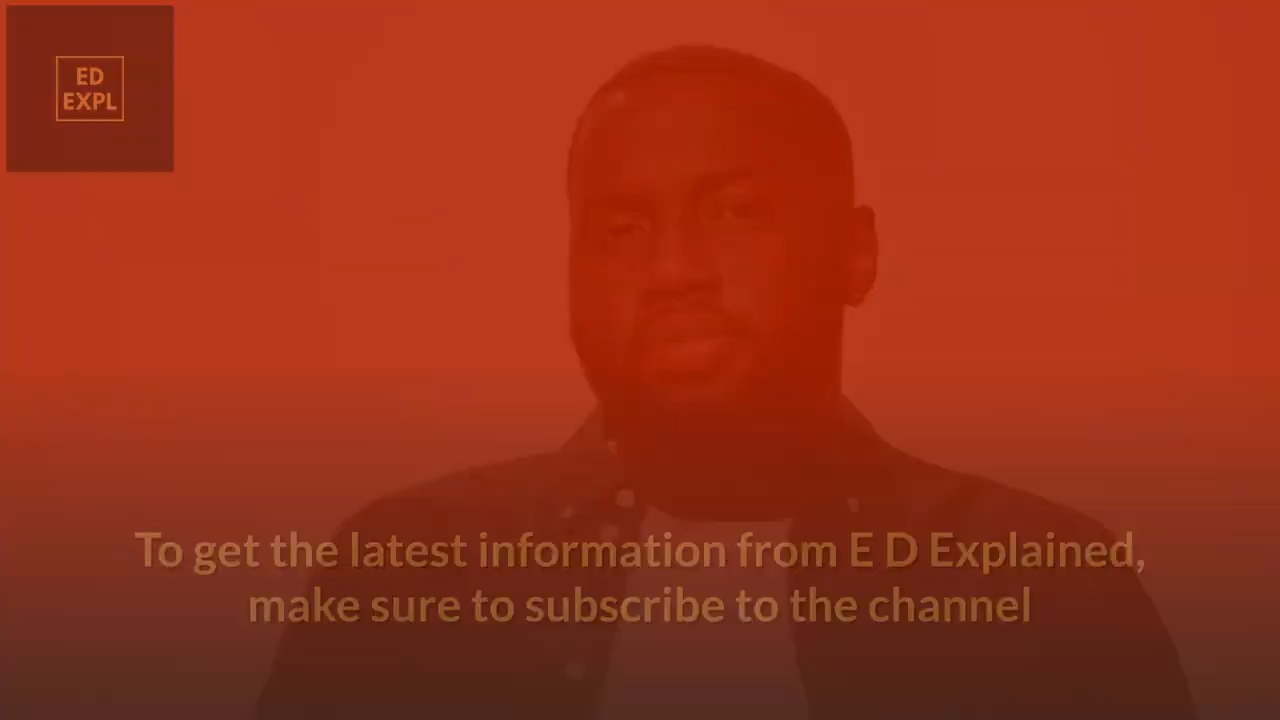 ED
EXPL
To get the latest information from E D Explained,
make sure to subscribe to the channel